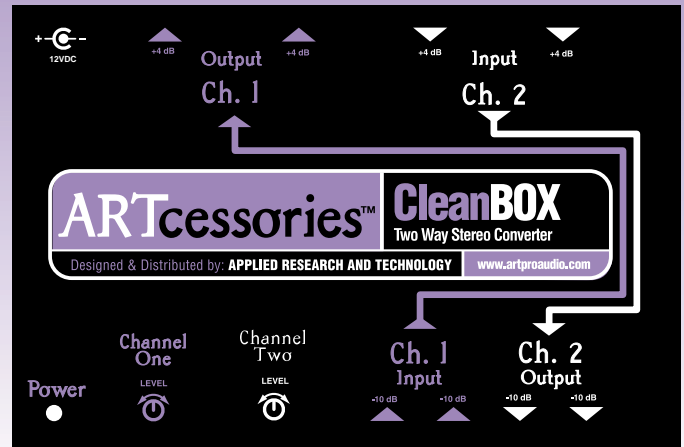 + -
12VDC
+4 dB +4 dB
Output
Ch. 1
+4 dB +4 dB
Input
Ch. 2
ARTcessories™
CleanBOX
Two Way Stereo Converter
Designed & Distributed by: APPLIED RESEARCH AND TECHNOLOGY
www.artproaudio.com
Power
Channel
One
LEVEL
Channel
Two
LEVEL
Ch. 1
Input
-10 dB -10 dB
Ch. 2
Output
-10 dB -10 dB